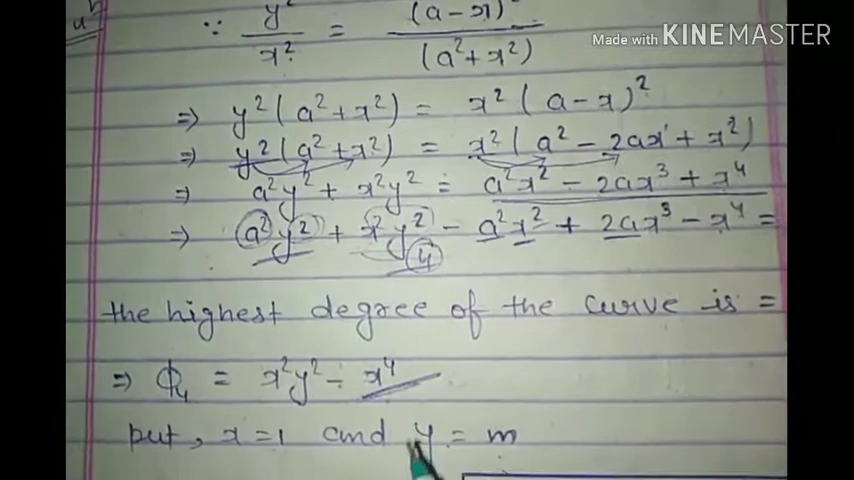 ∵ y²/x² = (a-x)²/(a²+x²)
Made with KINEMASTER
⇒ y²(a²+x²) = x²(a-x)²
⇒ y²(a²+x²) = x²(a²-2ax+x²)
⇒ a²y²+x²y² = a²x²-2ax³+x⁴
⇒ a²y²+x²y²-a²x²+2ax³-x⁴=
4
the highest degree of the curve is =
⇒ Φ₄ = x²y²-x⁴
put, x=1 and y=m